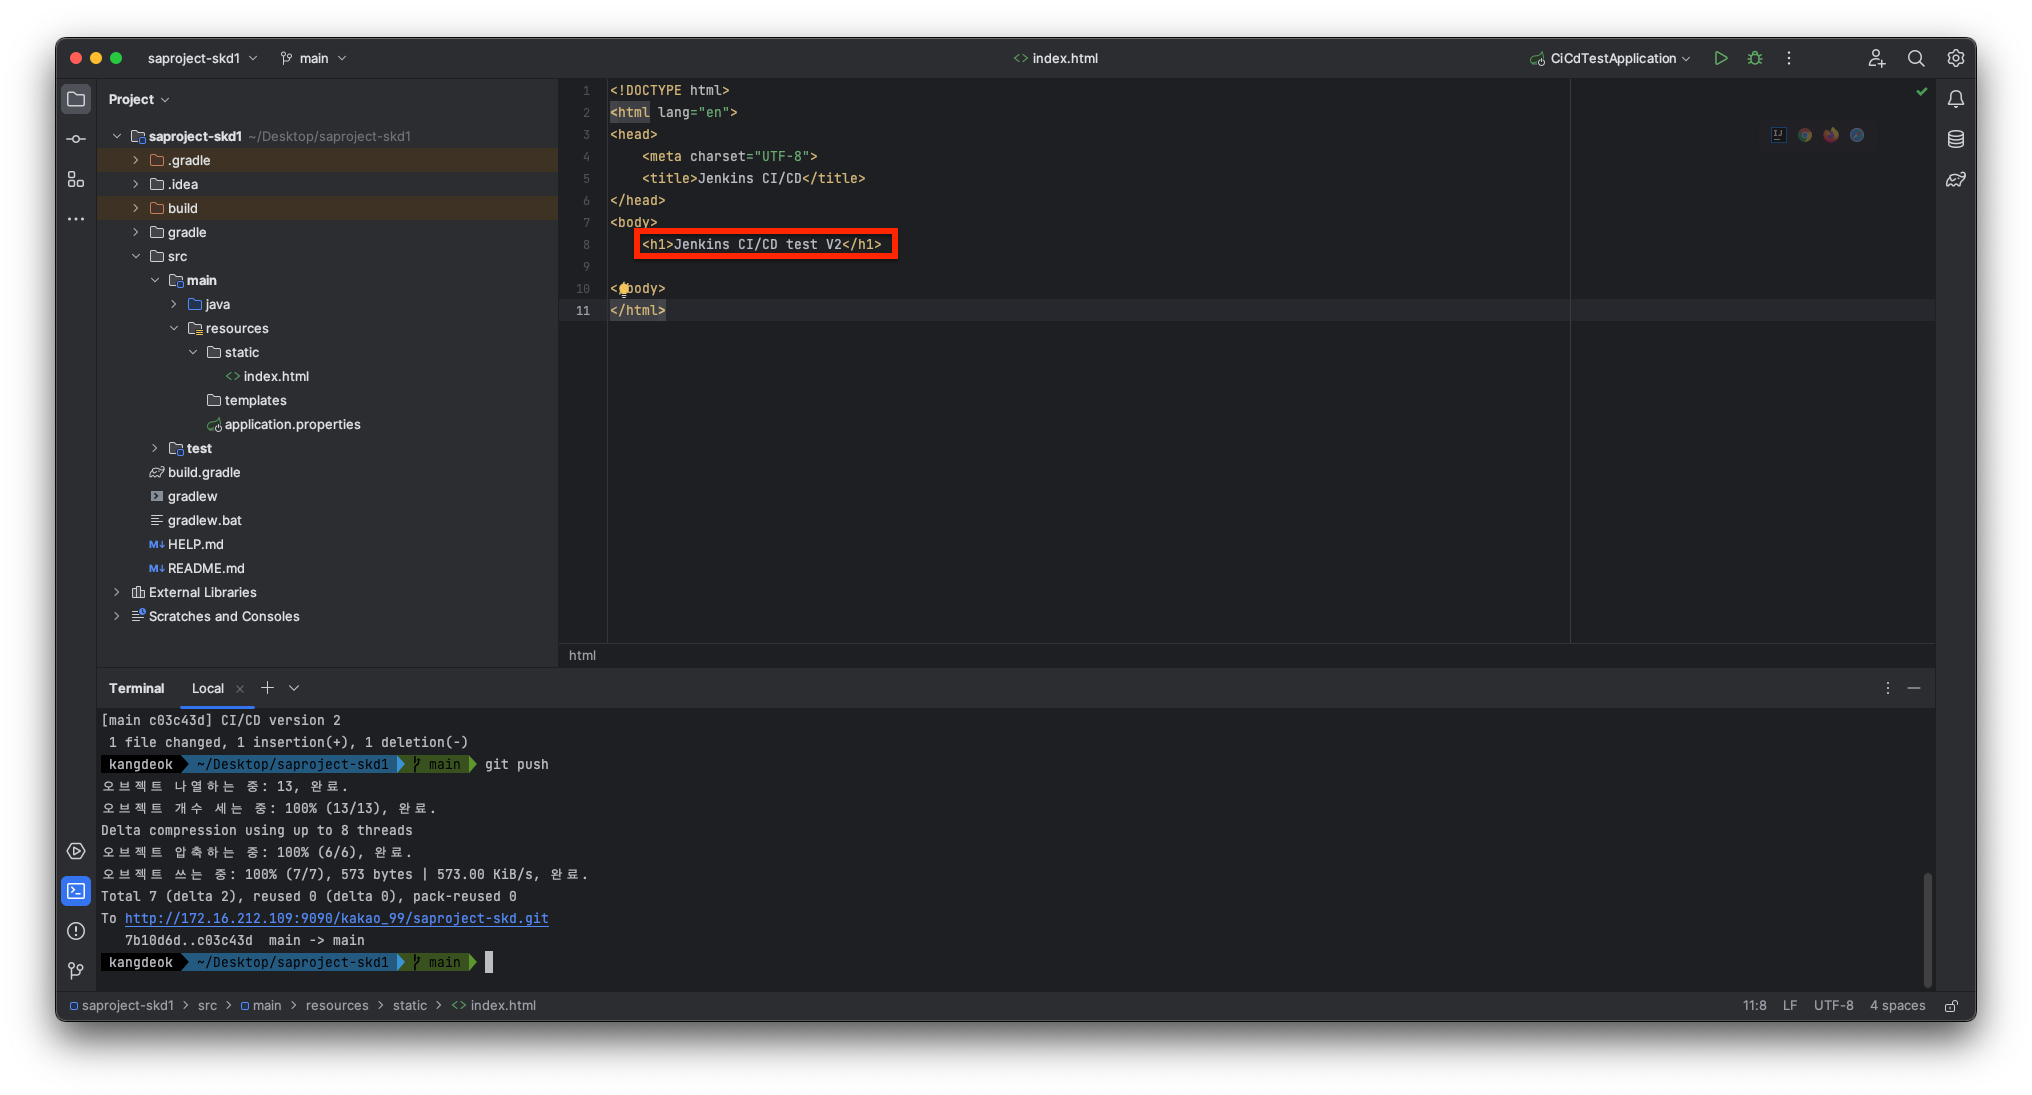 saproject-skd1 main index.html CiCdTestApplication
Project
saproject-skd1 ~/Desktop/saproject-skd1
.gradle
.idea
build
gradle
src
main
java
resources
static
index.html
templates
application.properties
test
build.gradle
gradlew
gradlew.bat
M↓ HELP.md
M↓ README.md
External Libraries
Scratches and Consoles
1 <!DOCTYPE html>
2 <html lang="en">
3 <head>
4 <meta charset="UTF-8">
5 <title>Jenkins CI/CD</title>
6 </head>
7 <body>
8 <h1>Jenkins CI/CD test V2</h1>
9
10 < body>
11 </html>
html
Terminal Local
[main c03c43d] CI/CD version 2
1 file changed, 1 insertion(+), 1 deletion(-)
kangdeok ~/Desktop/saproject-skd1 main git push
오브젝트 나열하는 중: 13, 완료.
오브젝트 개수 세는 중: 100% (13/13), 완료.
Delta compression using up to 8 threads
오브젝트 압축하는 중: 100% (6/6), 완료.
오브젝트 쓰는 중: 100% (7/7), 573 bytes | 573.00 KiB/s, 완료.
Total 7 (delta 2), reused 0 (delta 0), pack-reused 0
To http://172.16.212.109:9090/kakao_99/saproject-skd.git
7b10d6d..c03c43d main -> main
kangdeok ~/Desktop/saproject-skd1 main
saproject-skd1 > src > main > resources > static > index.html 11:8 LF UTF-8 4 spaces